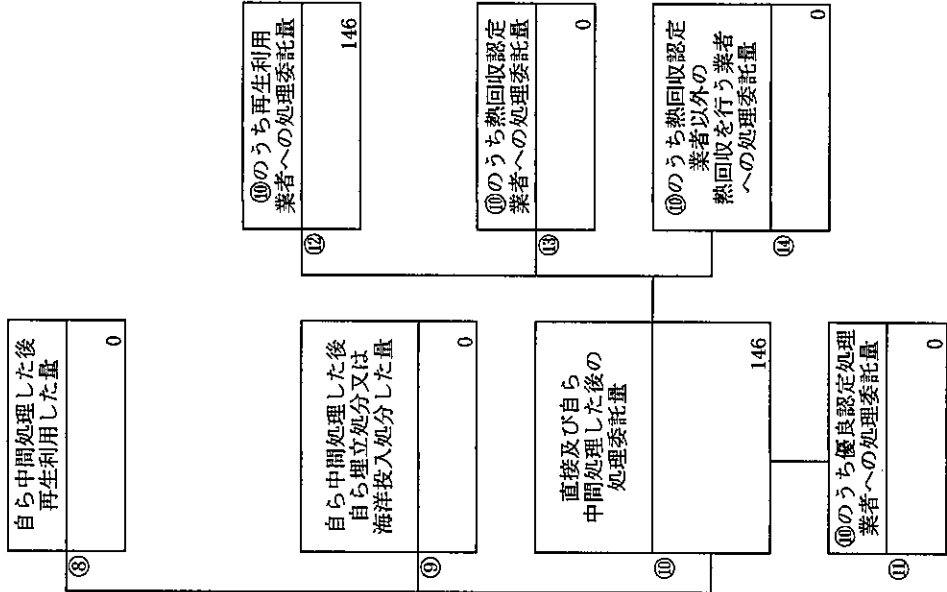 自ら中間処理した後
再生利用した量
0
⑧
自ら中間処理した後
自ら埋立処分又は
海洋投入処分した量
0
⑨
直接及び自ら
中間処理した後の
処理委託量
146
⑩
⑩のうち優良認定処理
業者への処理委託量
0
⑪
⑩のうち再生利用
業者への処理委託量
146
⑫
⑩のうち熱回収認定
業者への処理委託量
0
⑬
⑩のうち熱回収認定
業者以外の
熱回収を行う業者
への処理委託量
0
⑭